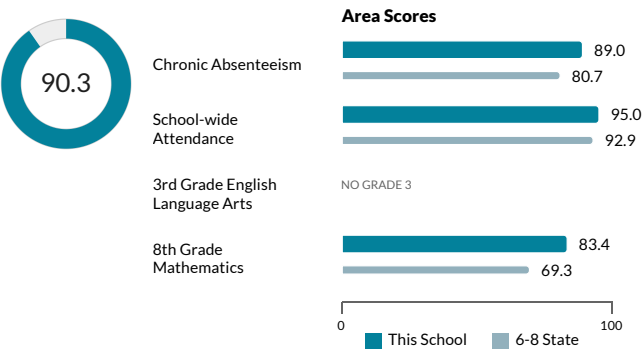 Area Scores
90.3
Chronic Absenteeism
89.0
80.7
School-wide
Attendance
95.0
92.9
3rd Grade English
Language Arts
NO GRADE 3
8th Grade
Mathematics
83.4
69.3
0
100
This School
6-8 State